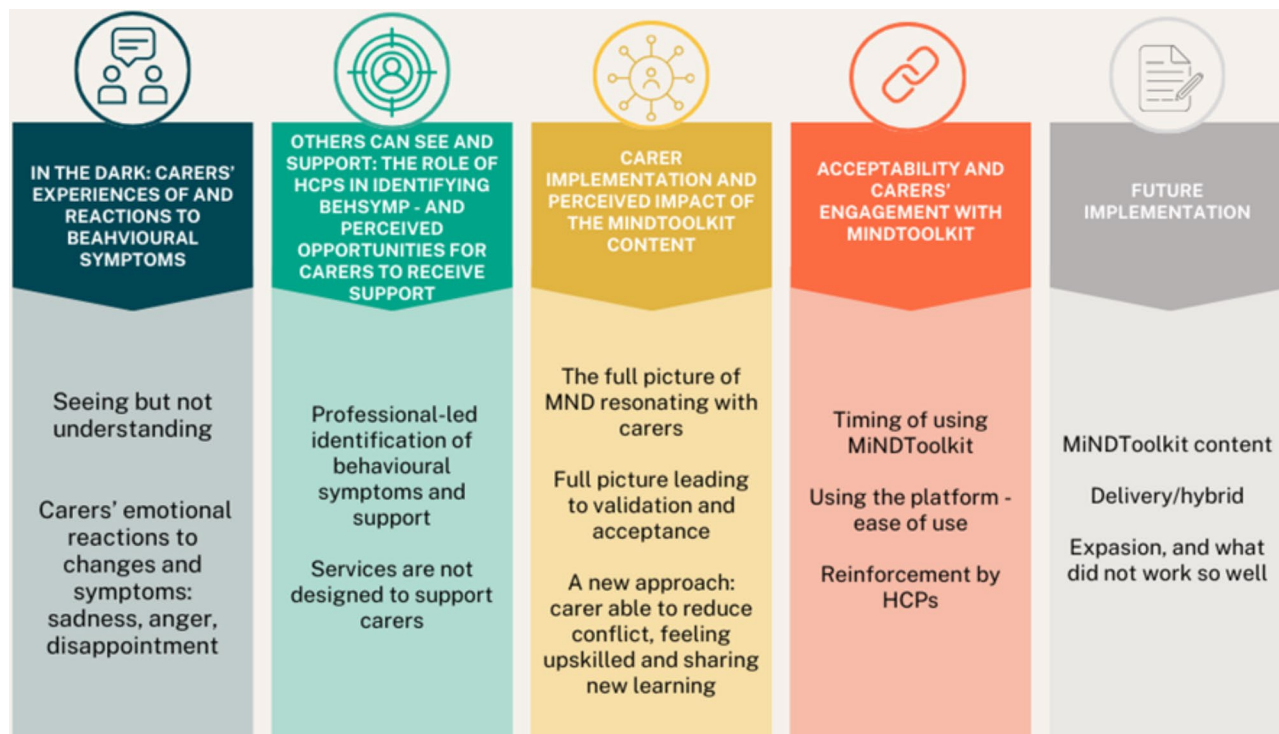 IN THE DARK: CARERS'
EXPERIENCES OF AND
REACTIONS TO
BEAHVIOURAL
SYMPTOMS
Seeing but not
understanding
Carers' emotional
reactions to
changes and
symptoms:
sadness, anger,
disappointment
OTHERS CAN SEE AND
SUPPORT: THE ROLE OF
HCPS IN IDENTIFYING
BEHSYMP - AND
PERCEIVED
OPPORTUNITIES FOR
CARERS TO RECEIVE
SUPPORT
Professional-led
identification of
behavioural
symptoms and
support
Services are not
designed to support
carers
CARER
IMPLEMENTATION AND
PERCEIVED IMPACT OF
THE MINDTOOLKIT
CONTENT
The full picture of
MND resonating with
carers
Full picture leading
to validation and
acceptance
A new approach:
carer able to reduce
conflict, feeling
upskilled and sharing
new learning
ACCEPTABILITY AND
CARERS'
ENGAGEMENT WITH
MINDTOOLKIT
Timing of using
MiNDToolkit
Using the platform -
ease of use
Reinforcement by
HCPs
FUTURE
IMPLEMENTATION
MiNDToolkit content
Delivery/hybrid
Expasion, and what
did not work so well